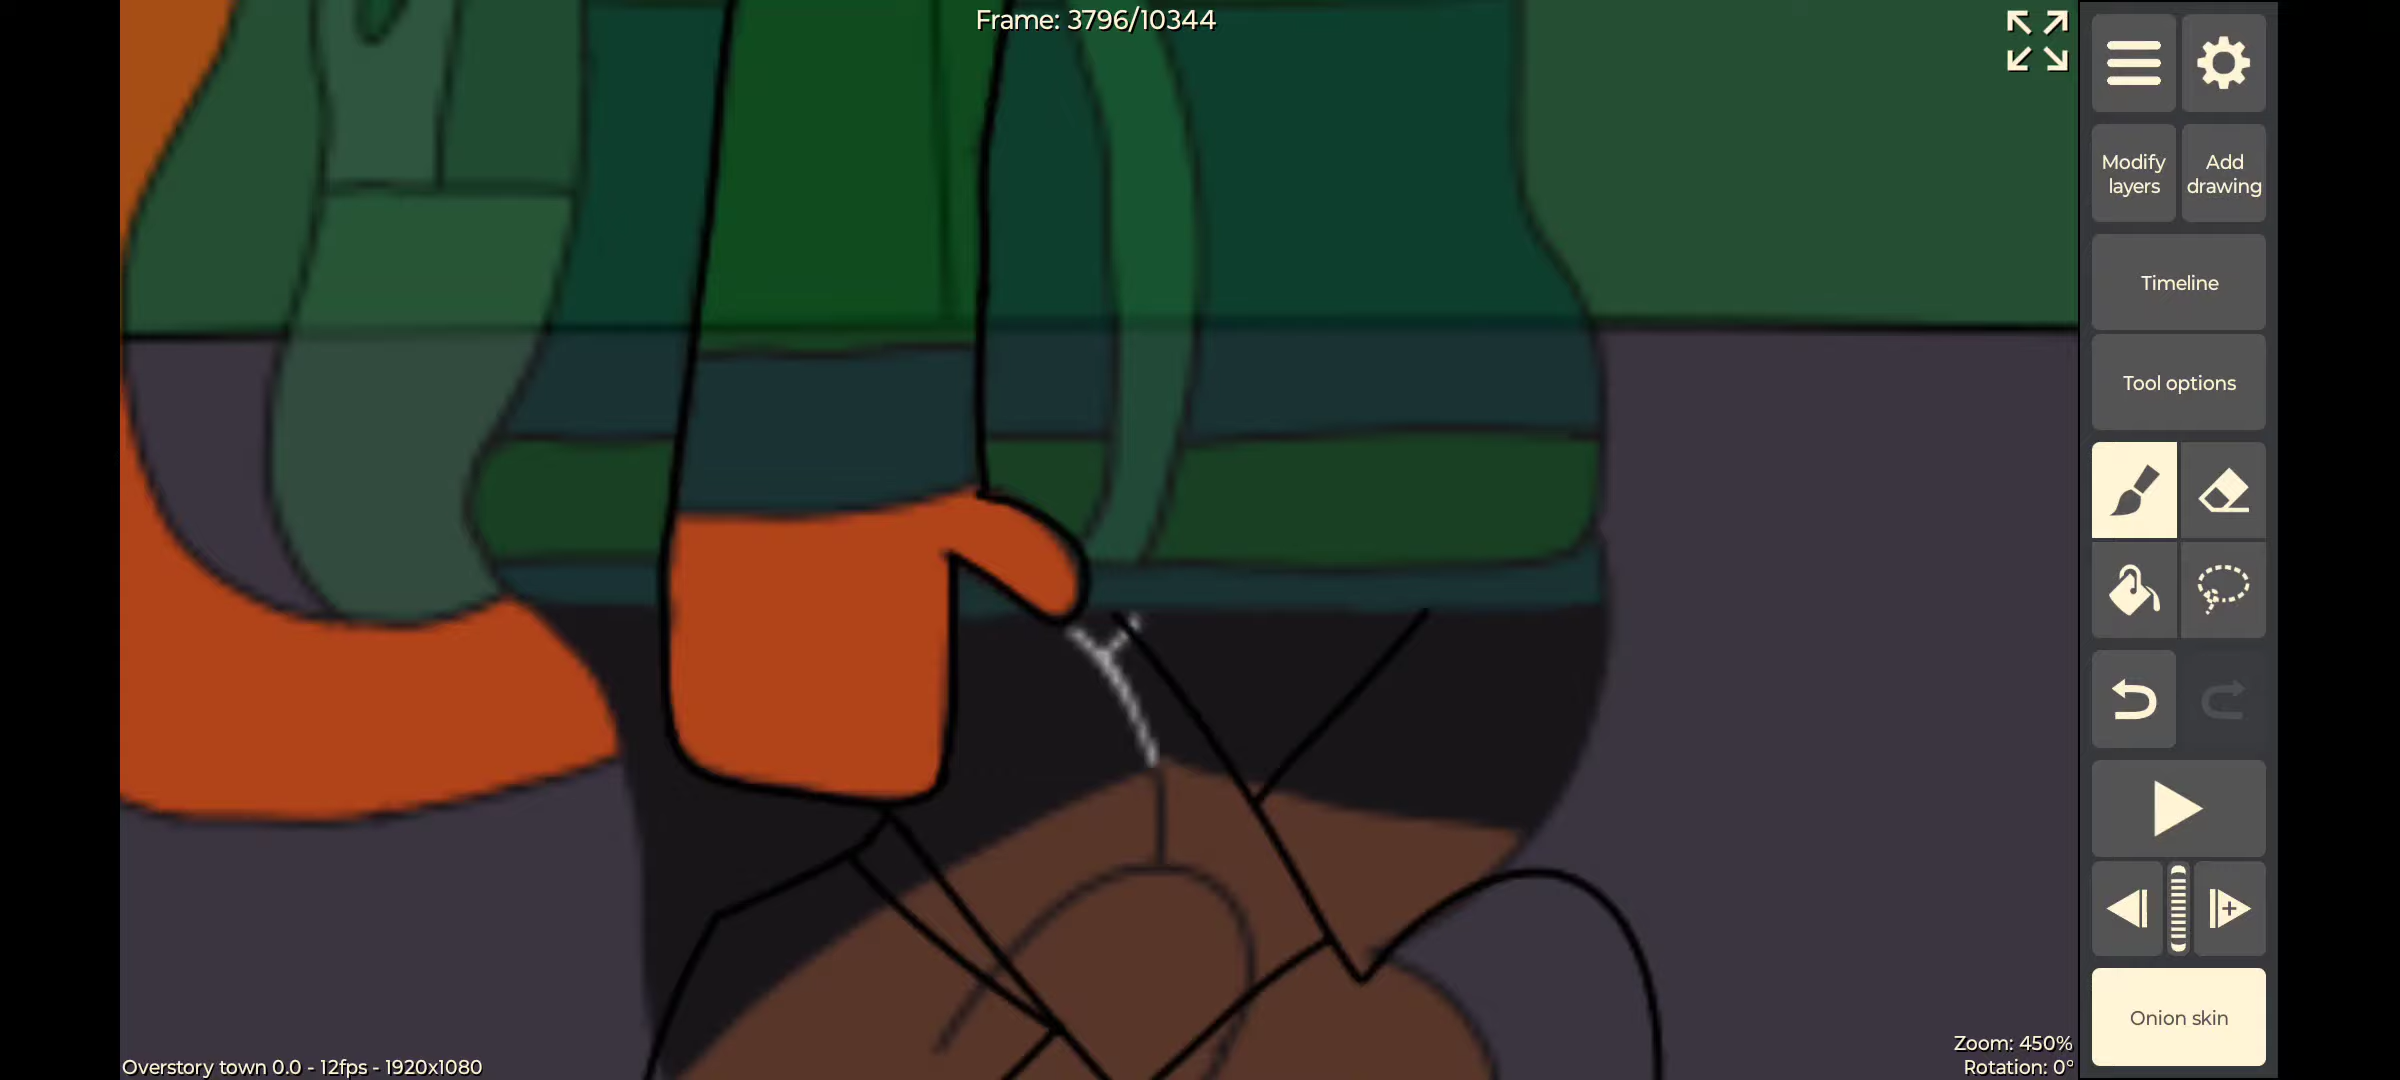 Frame: 3796/10344
Modify layers
Add drawing
Timeline
Tool options
Onion skin
Zoom: 450%
Rotation: 0°
Overstory town 0.0 - 12fps - 1920x1080